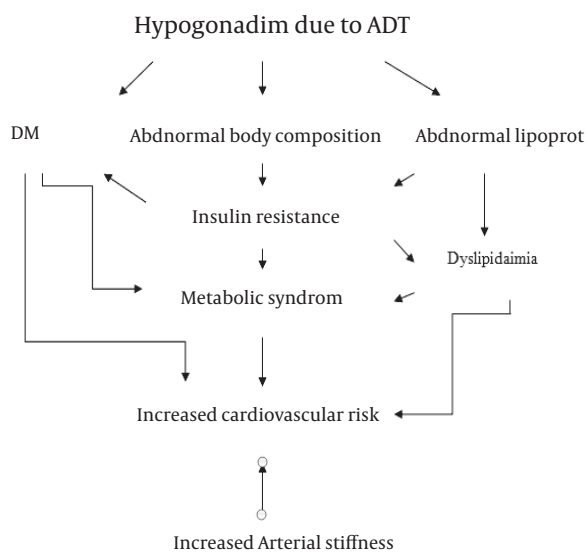 Hypogonadim due to ADT
DM
Abdnormal body composition
Abdnormal lipoprot
Insulin resistance
Dyslipidaimia
Metabolic syndrom
Increased cardiovascular risk
Increased Arterial stiffness